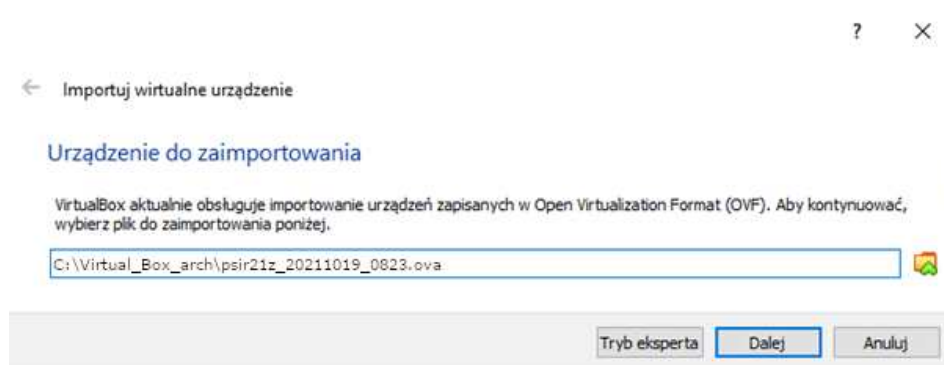 ?
Importuj wirtualne urządzenie
Urządzenie do zaimportowania
VirtualBox aktualnie obsługuje importowanie urządzeń zapisanych w Open Virtualization Format (OVF). Aby kontynuować,
wybierz plik do zaimportowania poniżej.
C:\Virtual_Box_arch\psir21z_20211019_0823.ova
Tryb eksperta Dalej Anuluj